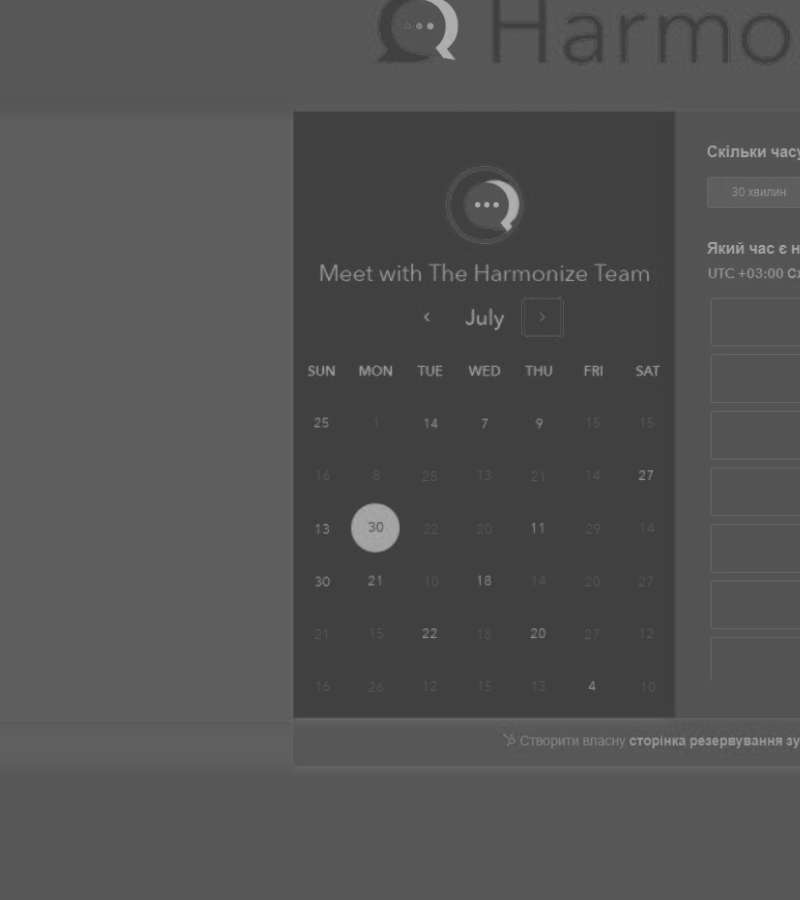 Harmo
Meet with The Harmonize Team
July
SUN MON TUE WED THU FRI SAT
25 1 14 7 9 15 15
16 8 25 13 21 14 27
13 30 22 20 11 29 14
30 21 10 18 14 20 27
21 15 22 18 20 27 12
16 26 12 15 13 4 10
Скільки часу
30 хвилин
Який час є н
UTC +03:00 Сх
Створити власну сторінка резервування зу